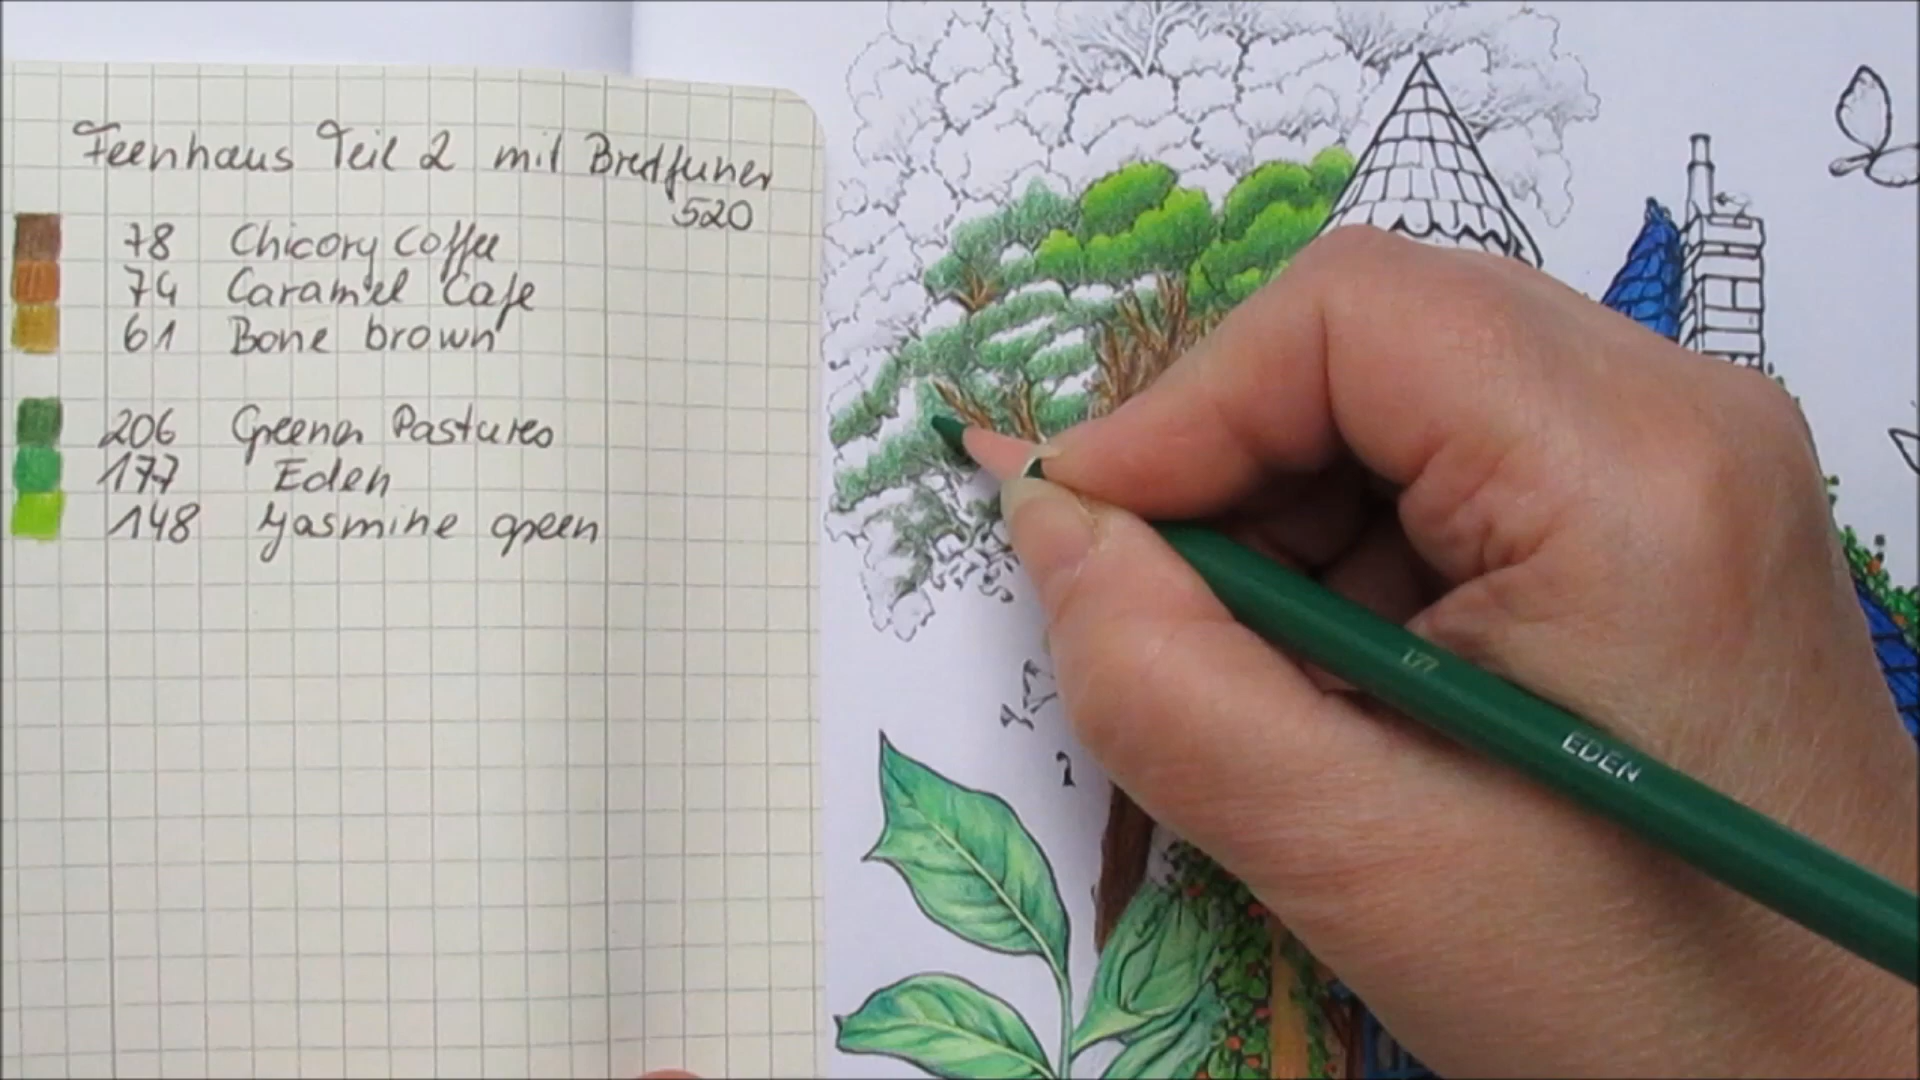 Feenhaus Teil 2 mit Brutfuner
520
78 Chicory Coffee
74 Caramel Cafe
61 Bone brown
206 Greener Pastures
177 Eden
148 Yasmine green
177 EDEN